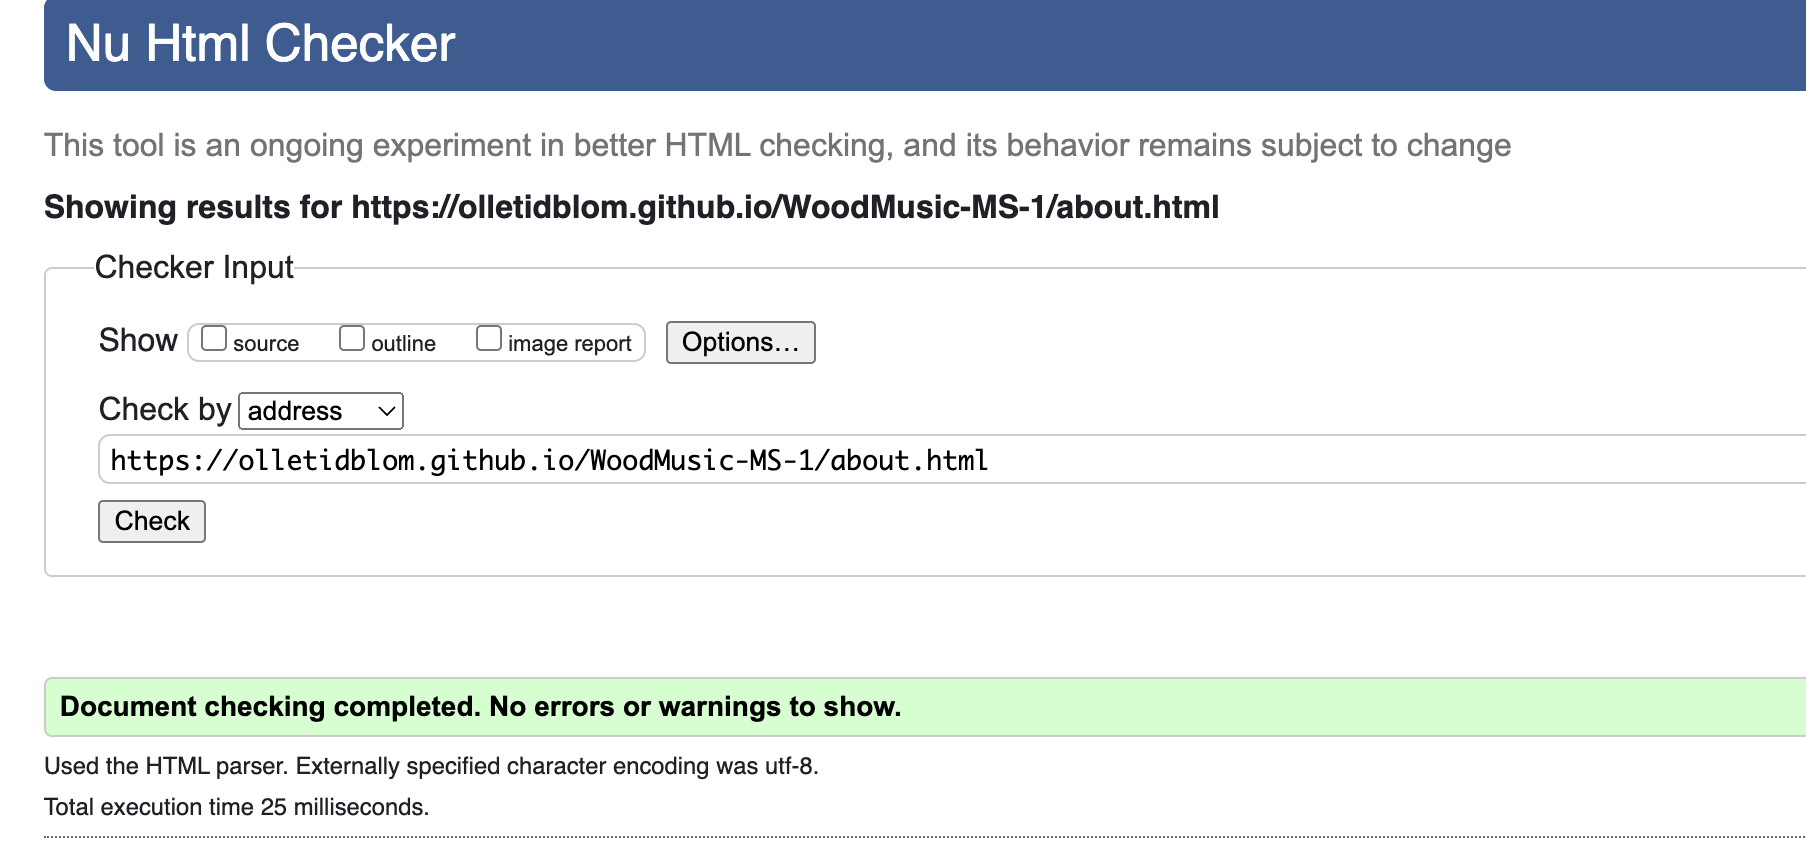 Nu Html Checker
This tool is an ongoing experiment in better HTML checking, and its behavior remains subject to change
Showing results for https://olletidblom.github.io/WoodMusic-MS-1/about.html
Checker Input
Show source outline image report Options...
Check by address
https://olletidblom.github.io/WoodMusic-MS-1/about.html
Check
Document checking completed. No errors or warnings to show.
Used the HTML parser. Externally specified character encoding was utf-8.
Total execution time 25 milliseconds.